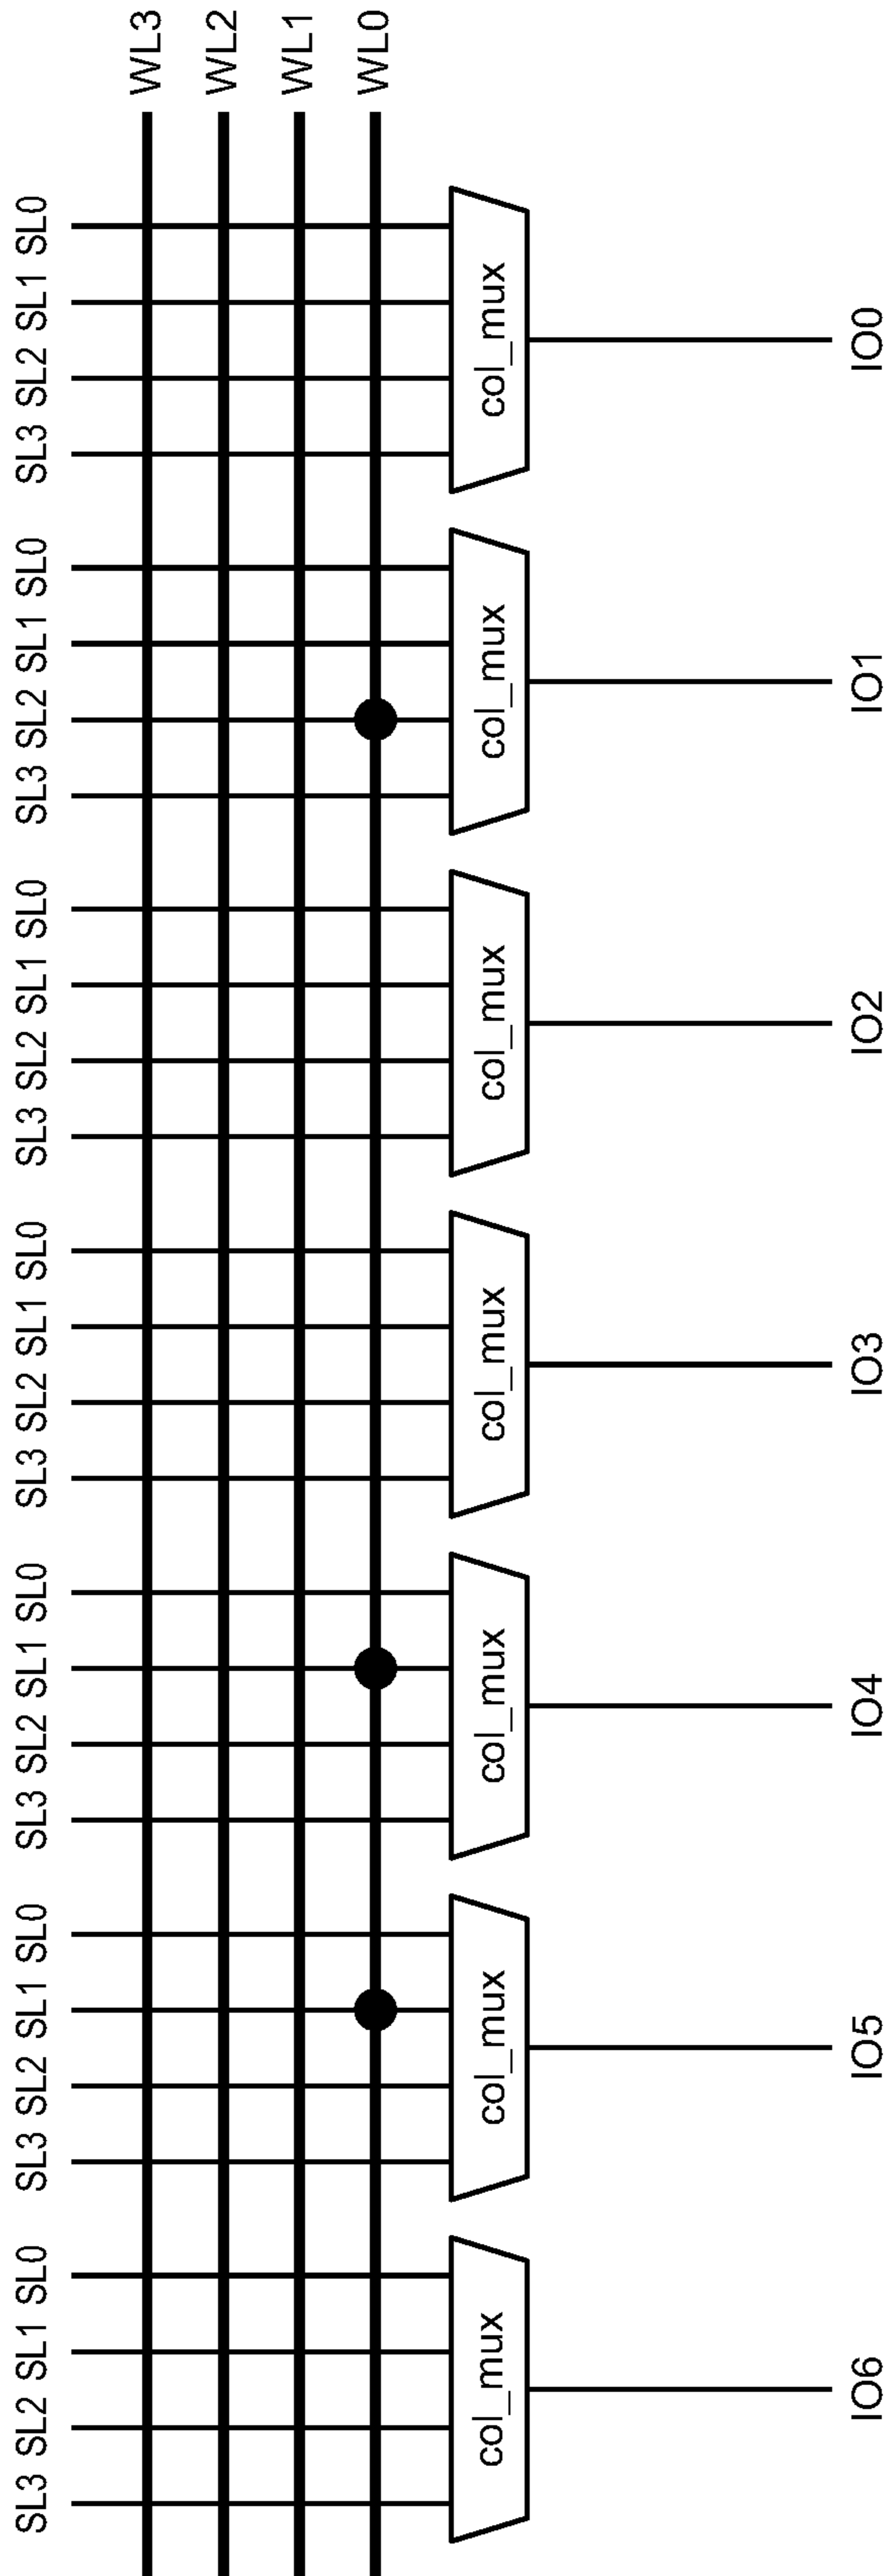 SL3 SL2 SL1 SL0 SL3 SL2 SL1 SL0 SL3 SL2 SL1 SL0 SL3 SL2 SL1 SL0 SL3 SL2 SL1 SL0 SL3 SL2 SL1 SL0 SL3 SL2 SL1 SL0
WL3
WL2
WL1
WL0
col_mux col_mux col_mux col_mux col_mux col_mux col_mux
IO6 IO5 IO4 IO3 IO2 IO1 IO0